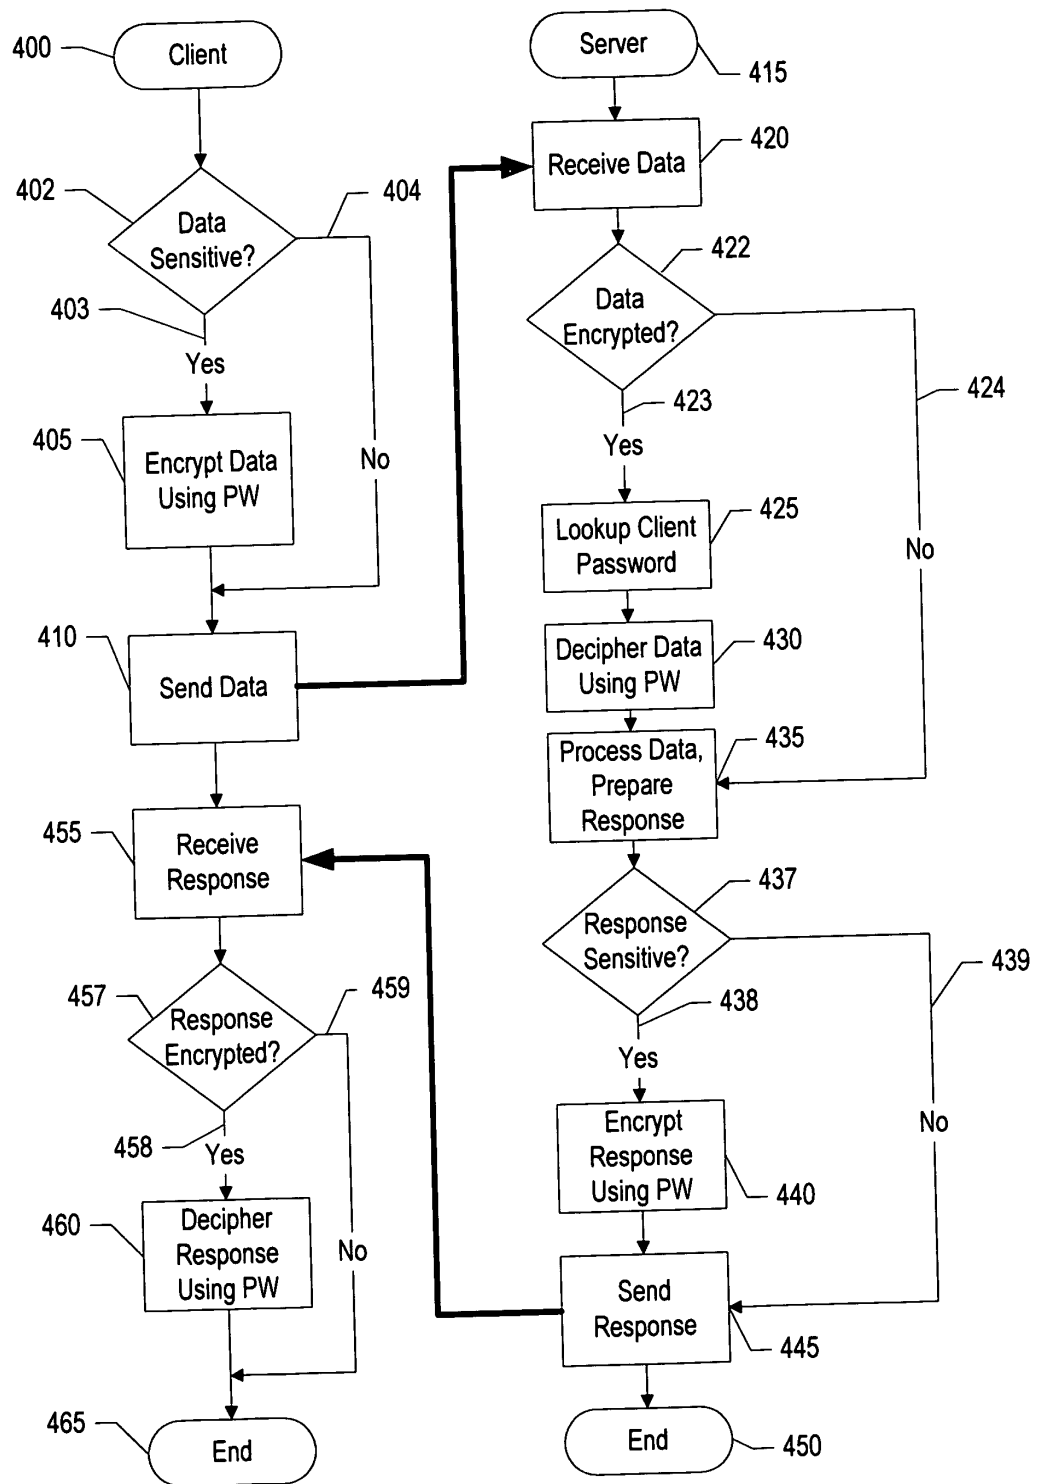 400
Client
402
404
Data
Sensitive?
403
Yes
405
Encrypt Data
Using PW
No
410
Send Data
455
Receive
Response
457
459
Response
Encrypted?
458
Yes
460
Decipher
Response
Using PW
No
465
End
Server
415
Receive Data
420
422
Data
Encrypted?
423
424
Yes
No
Lookup Client
Password
425
Decipher Data
Using PW
430
Process Data,
Prepare
Response
435
437
Response
Sensitive?
438
439
Yes
No
Encrypt
Response
Using PW
440
Send
Response
445
End
450